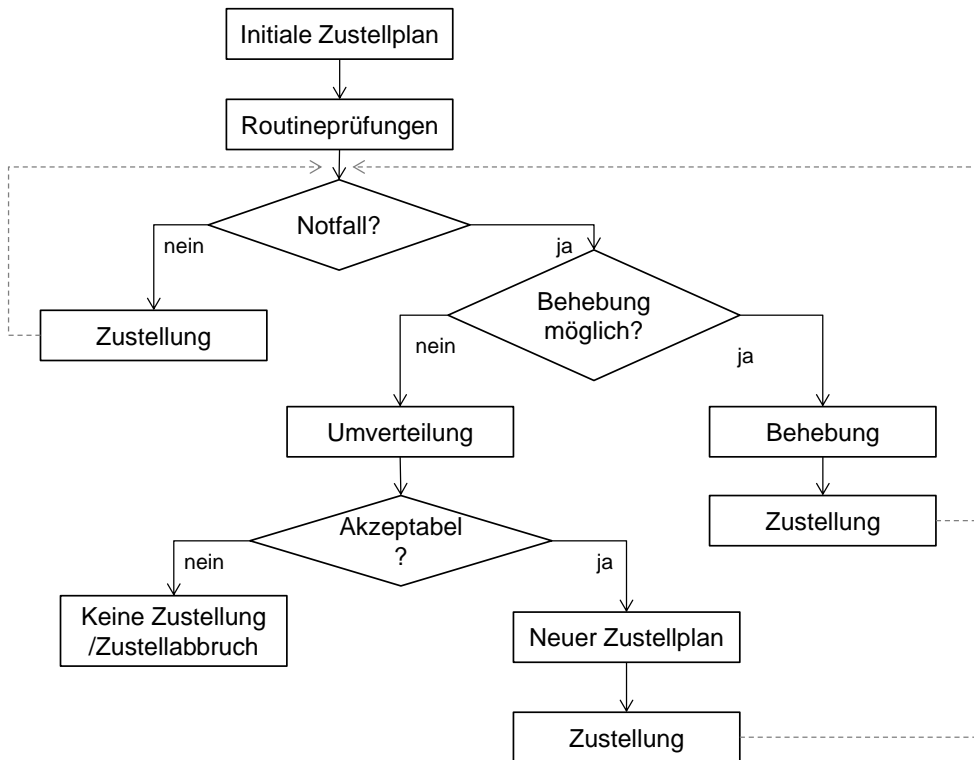 Initiale Zustellplan
Routineprüfungen
Notfall?
nein
ja
Zustellung
Behebung
möglich?
nein
ja
Umverteilung
Behebung
Zustellung
Akzeptabel
?
nein
ja
Keine Zustellung
/Zustellabbruch
Neuer Zustellplan
Zustellung